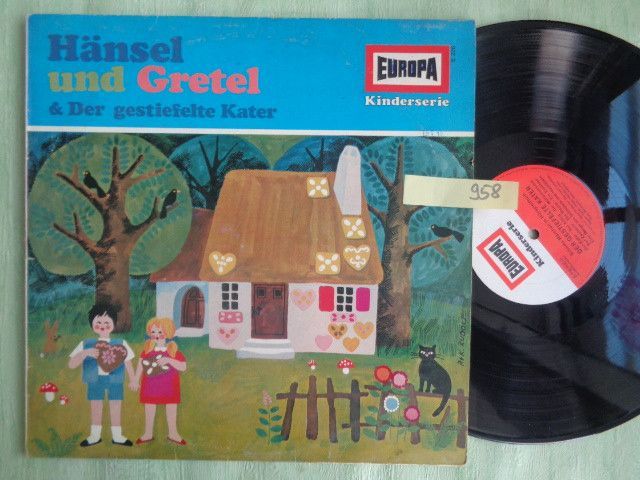 Hänsel
und Gretel
& Der gestiefelte Kater
EUROPA
Kinderserie
958
EUROPA
Kinderserie